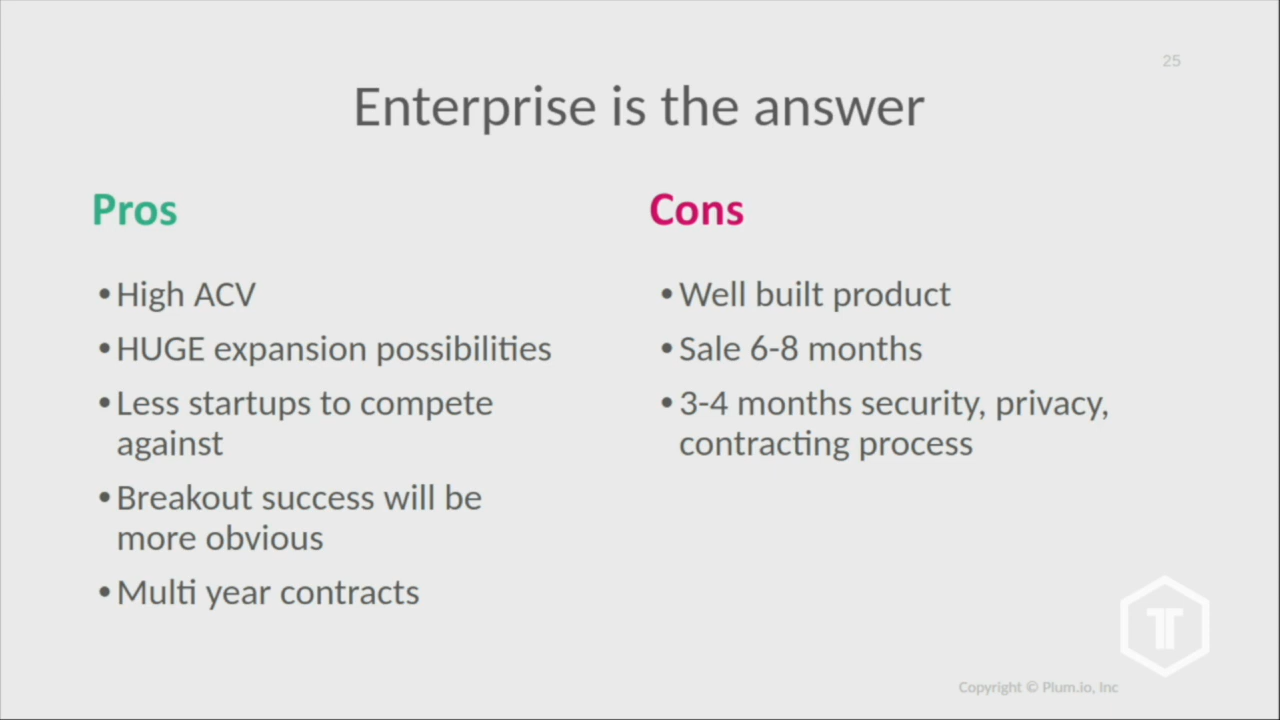 25
Enterprise is the answer
Pros
• High ACV
• HUGE expansion possibilities
• Less startups to compete
against
• Breakout success will be
more obvious
• Multi year contracts
Cons
• Well built product
• Sale 6-8 months
• 3-4 months security, privacy,
contracting process
Copyright © Plum.io, Inc